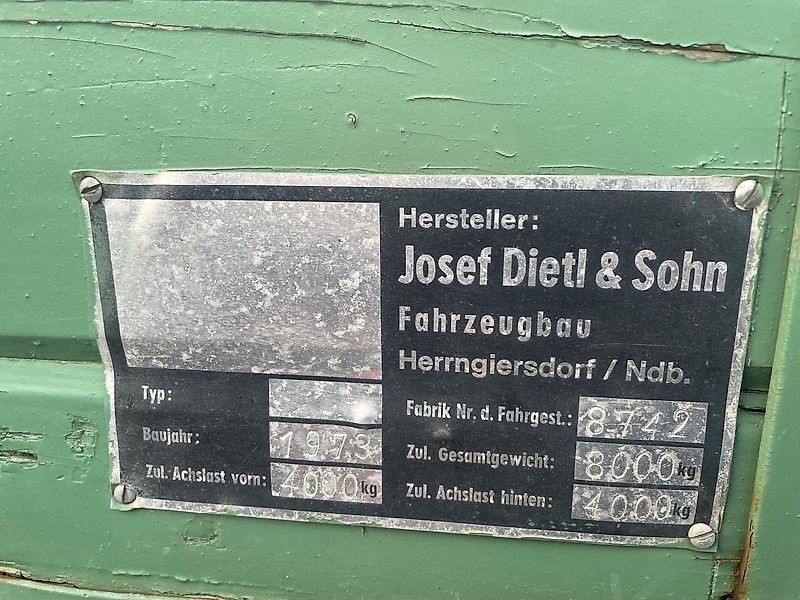 Hersteller:
Josef Dietl & Sohn
Fahrzeugbau
Herrngiersdorf / Ndb.
Typ:
Baujahr: 1973
Zul. Achslast vorn: 4000 kg
Fabrik Nr. d. Fahrgest.: 8742
Zul. Gesamtgewicht: 8000 kg
Zul. Achslast hinten: 4000 kg